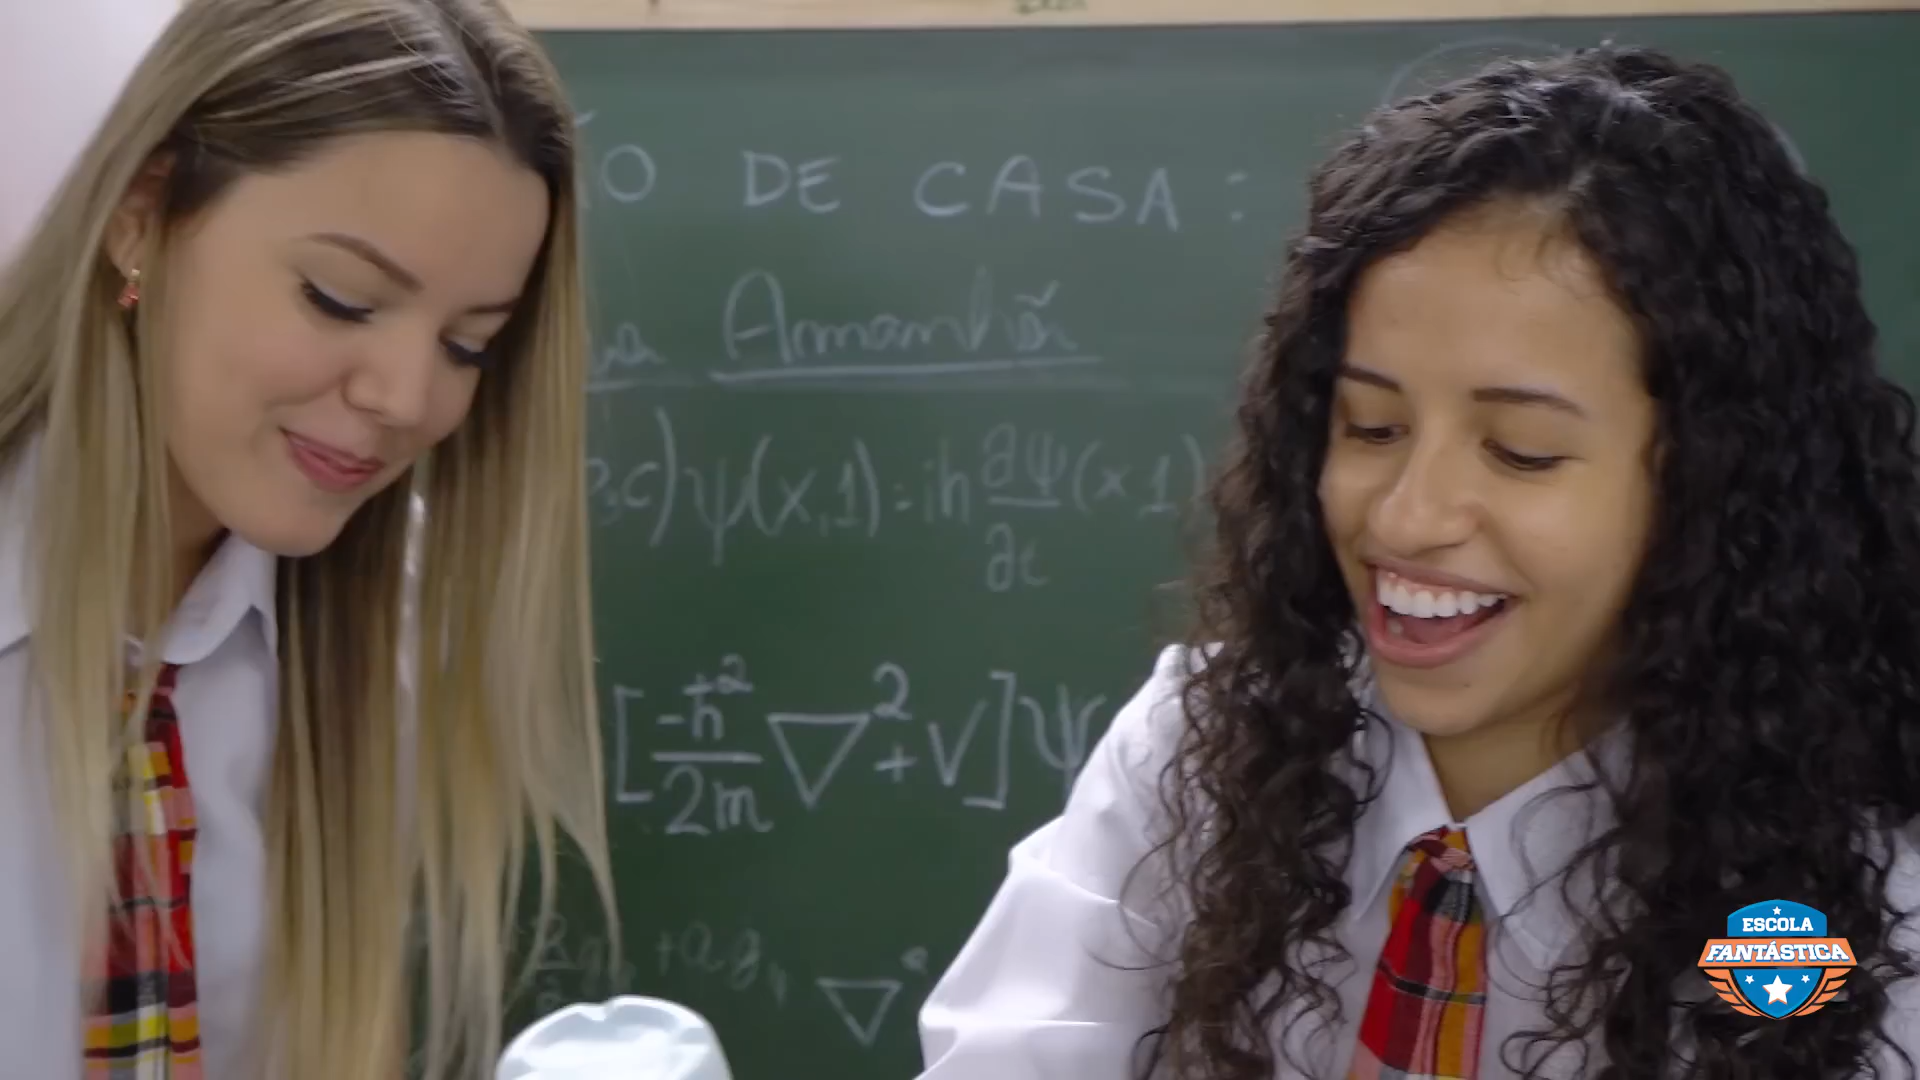 DE CASA:
Amanhã
ψ(x,1)=iħ ∂ψ/∂t (x 1)
[-ħ²/2m ∇² + V]ψ
∇
ESCOLA
FANTÁSTICA